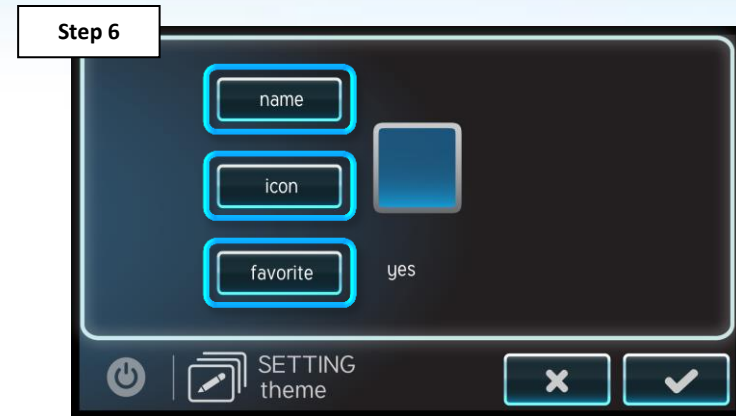 Step 6
name
icon
favorite yes
SETTING
theme